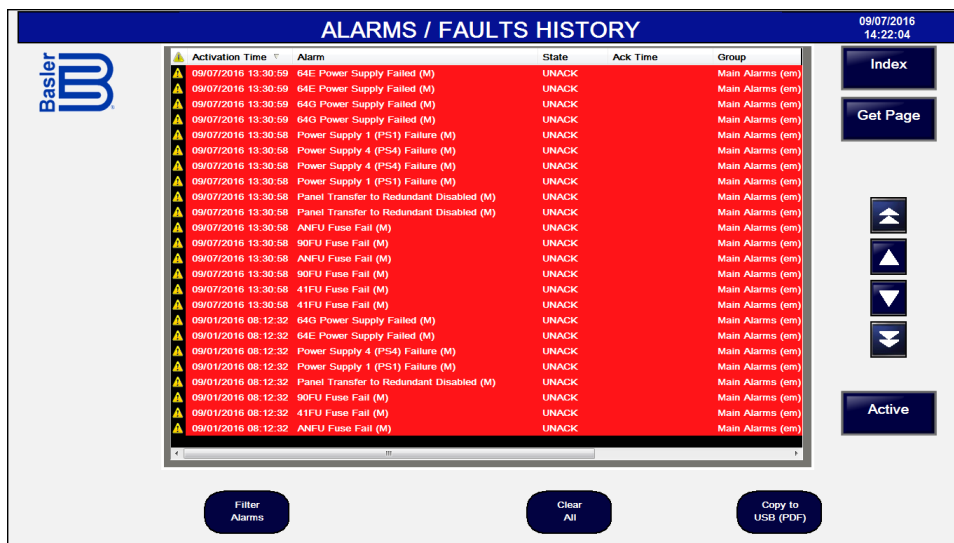 ALARMS / FAULTS HISTORY
09/07/2016
14:22:04
Basler
Activation Time Alarm State Ack Time Group
09/07/2016 13:30:59 64E Power Supply Failed (M) UNACK Main Alarms (em)
09/07/2016 13:30:59 64E Power Supply Failed (M) UNACK Main Alarms (em)
09/07/2016 13:30:59 64G Power Supply Failed (M) UNACK Main Alarms (em)
09/07/2016 13:30:59 64G Power Supply Failed (M) UNACK Main Alarms (em)
09/07/2016 13:30:58 Power Supply 1 (PS1) Failure (M) UNACK Main Alarms (em)
09/07/2016 13:30:58 Power Supply 4 (PS4) Failure (M) UNACK Main Alarms (em)
09/07/2016 13:30:58 Power Supply 4 (PS4) Failure (M) UNACK Main Alarms (em)
09/07/2016 13:30:58 Power Supply 1 (PS1) Failure (M) UNACK Main Alarms (em)
09/07/2016 13:30:58 Panel Transfer to Redundant Disabled (M) UNACK Main Alarms (em)
09/07/2016 13:30:58 Panel Transfer to Redundant Disabled (M) UNACK Main Alarms (em)
09/07/2016 13:30:58 ANFU Fuse Fail (M) UNACK Main Alarms (em)
09/07/2016 13:30:58 90FU Fuse Fail (M) UNACK Main Alarms (em)
09/07/2016 13:30:58 ANFU Fuse Fail (M) UNACK Main Alarms (em)
09/07/2016 13:30:58 90FU Fuse Fail (M) UNACK Main Alarms (em)
09/07/2016 13:30:58 41FU Fuse Fail (M) UNACK Main Alarms (em)
09/07/2016 13:30:58 41FU Fuse Fail (M) UNACK Main Alarms (em)
09/01/2016 08:12:32 64G Power Supply Failed (M) UNACK Main Alarms (em)
09/01/2016 08:12:32 64E Power Supply Failed (M) UNACK Main Alarms (em)
09/01/2016 08:12:32 Power Supply 4 (PS4) Failure (M) UNACK Main Alarms (em)
09/01/2016 08:12:32 Power Supply 1 (PS1) Failure (M) UNACK Main Alarms (em)
09/01/2016 08:12:32 Panel Transfer to Redundant Disabled (M) UNACK Main Alarms (em)
09/01/2016 08:12:32 90FU Fuse Fail (M) UNACK Main Alarms (em)
09/01/2016 08:12:32 41FU Fuse Fail (M) UNACK Main Alarms (em)
09/01/2016 08:12:32 ANFU Fuse Fail (M) UNACK Main Alarms (em)
Index
Get Page
Active
Filter
Alarms
Clear
All
Copy to
USB (PDF)